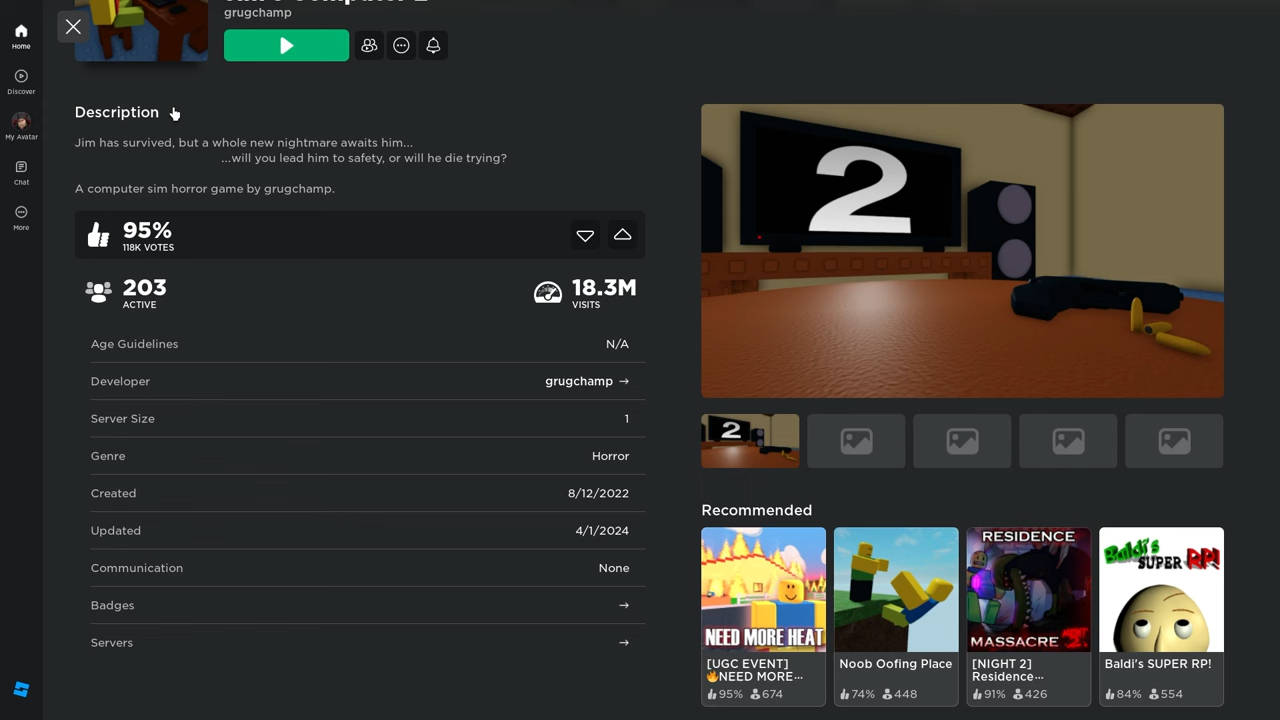 grugchamp
Home
Discover
My Avatar
Chat
More
Description
Jim has survived, but a whole new nightmare awaits him...
...will you lead him to safety, or will he die trying?
A computer sim horror game by grugchamp.
95%
118K VOTES
203
ACTIVE
18.3M
VISITS
Age Guidelines N/A
Developer grugchamp →
Server Size 1
Genre Horror
Created 8/12/2022
Updated 4/1/2024
Communication None
Badges →
Servers →
2
2
Recommended
NEED MORE HEAT
[UGC EVENT]
🔥NEED MORE...
95% 674
Noob Oofing Place
74% 448
RESIDENCE
MASSACRE
[NIGHT 2]
Residence...
91% 426
Baldi's
SUPER RP!
Baldi's SUPER RP!
84% 554